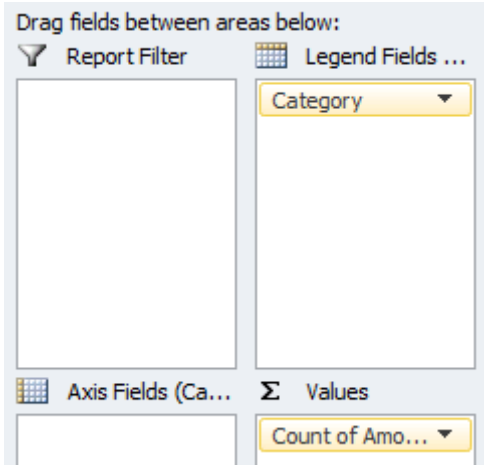 Drag fields between areas below:
Report Filter
Legend Fields ...
Category
Axis Fields (Ca...
Σ Values
Count of Amo...